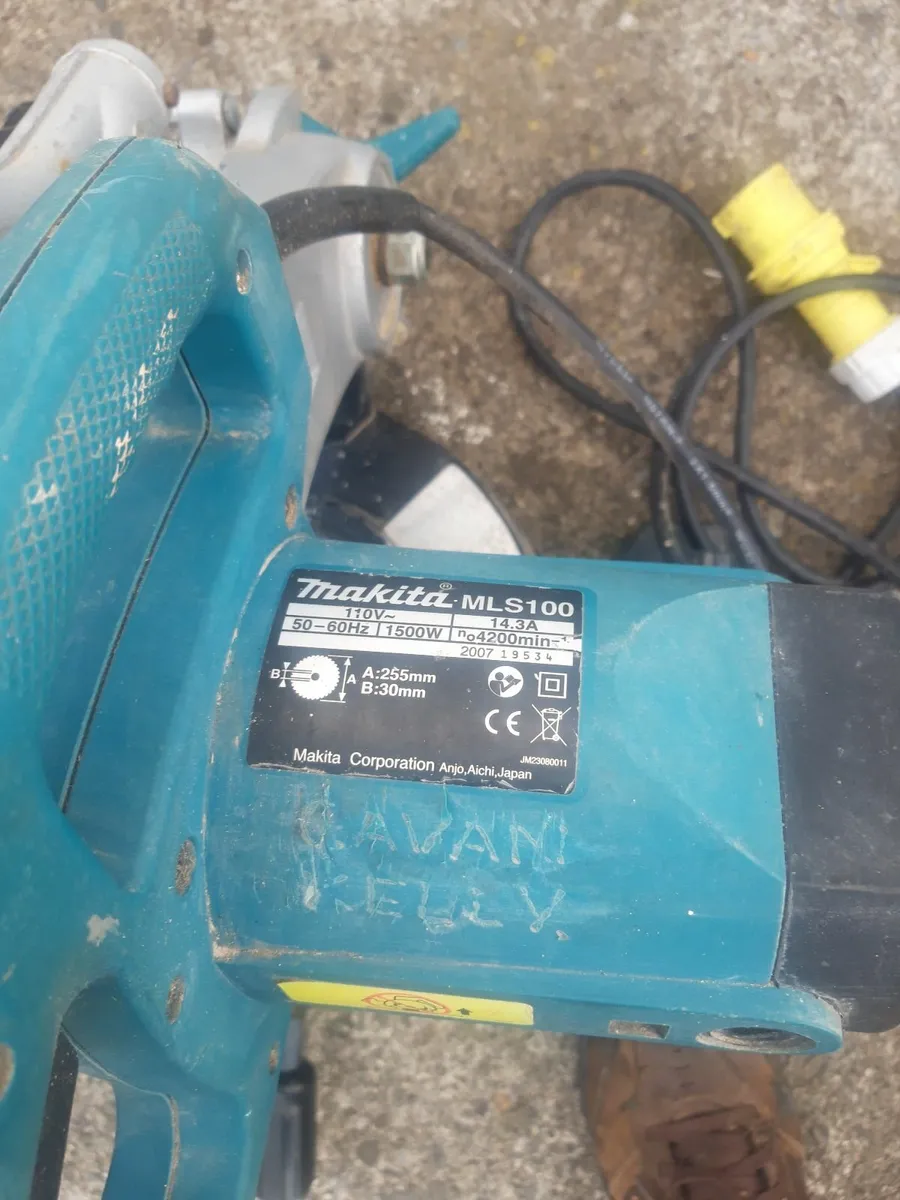 makita® MLS100
110V~ 14.3A
50-60Hz 1500W n₀4200min⁻¹
2007 19534
B A A:255mm
B:30mm
CE
Makita Corporation Anjo,Aichi,Japan
JM23080011
KELLY